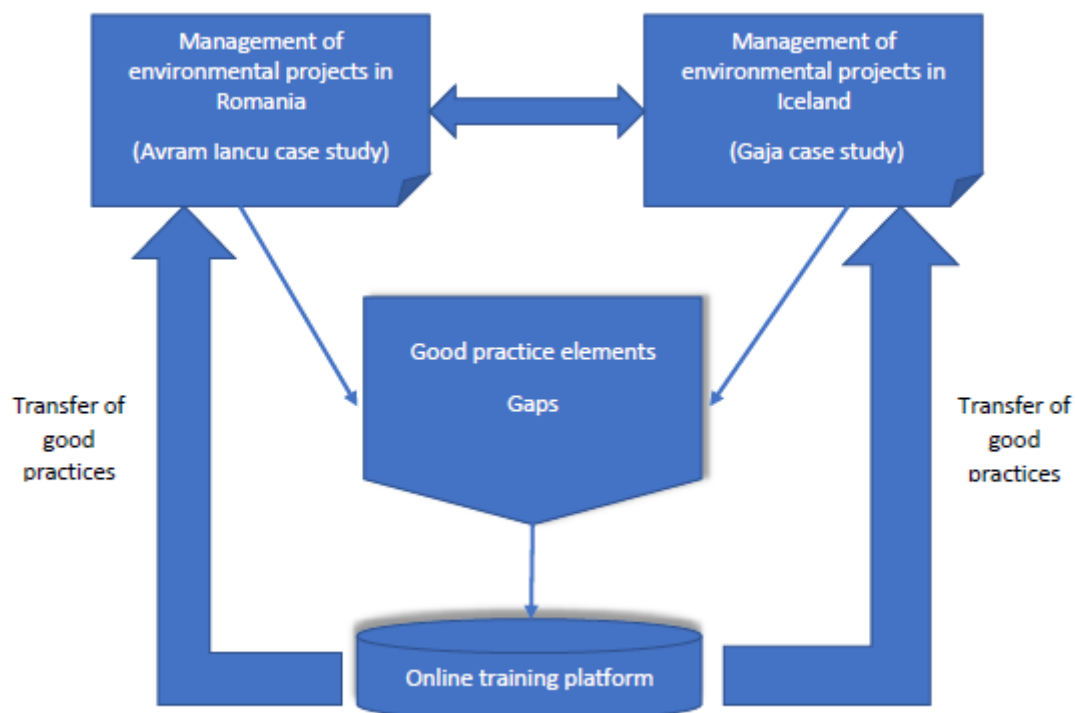 Management of
environmental projects in
Romania
(Avram Iancu case study)
Management of
environmental projects in
Iceland
(Gaja case study)
Good practice elements
Gaps
Transfer of
good
practices
Transfer of
good
practices
Online training platform